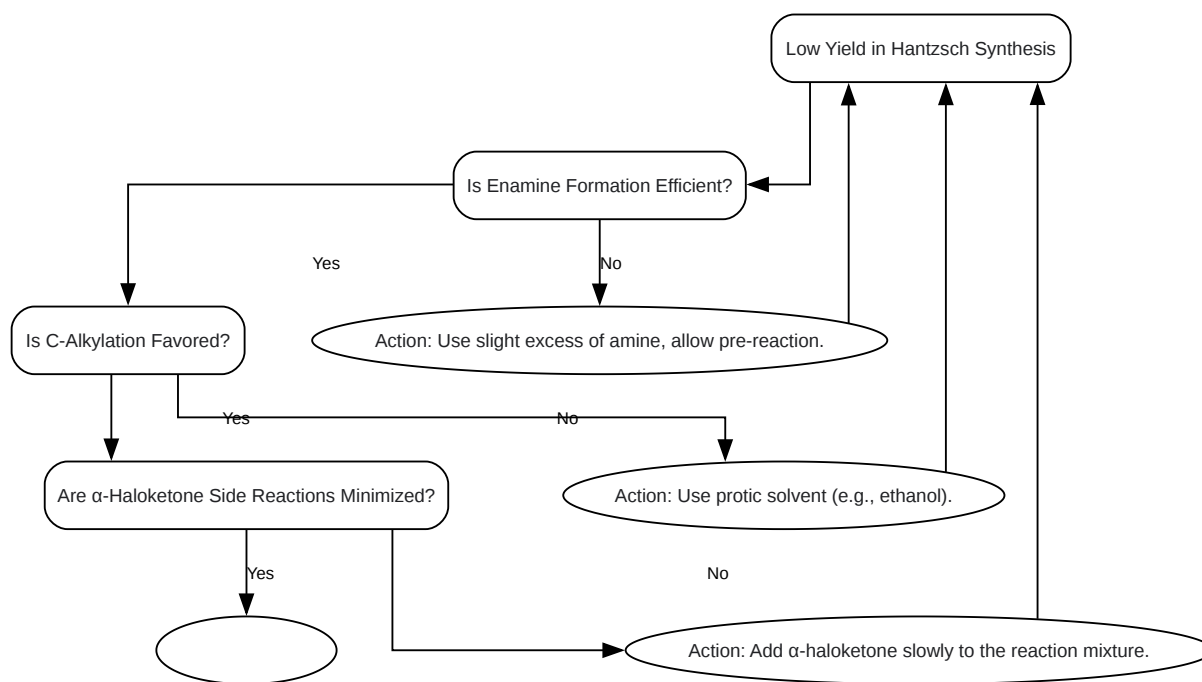 Low Yield in Hantzsch Synthesis
Is Enamine Formation Efficient?
Yes
No
Is C-Alkylation Favored?
Action: Use slight excess of amine, allow pre-reaction.
Yes
No
Are α-Haloketone Side Reactions Minimized?
Action: Use protic solvent (e.g., ethanol).
Yes
No
Action: Add α-haloketone slowly to the reaction mixture.